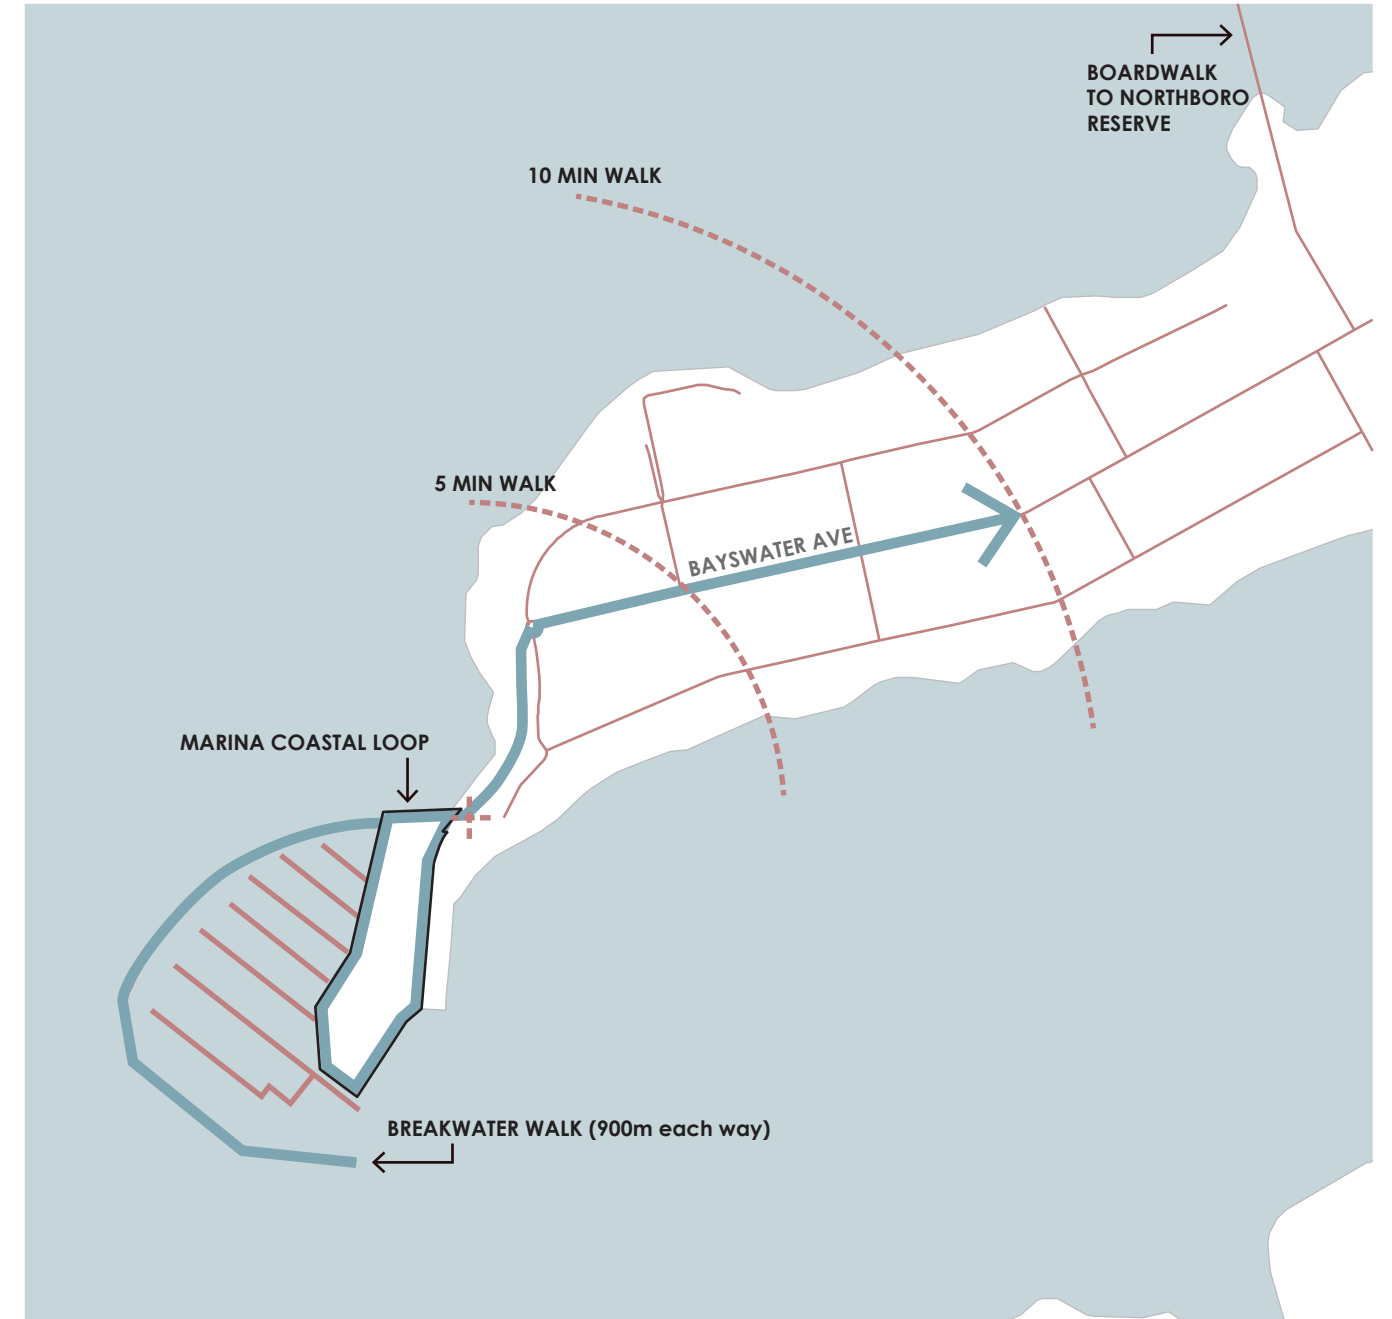 BOARDWALK
TO NORTHBORO
RESERVE
10 MIN WALK
5 MIN WALK
BAYSWATER AVE
MARINA COASTAL LOOP
BREAKWATER WALK (900m each way)